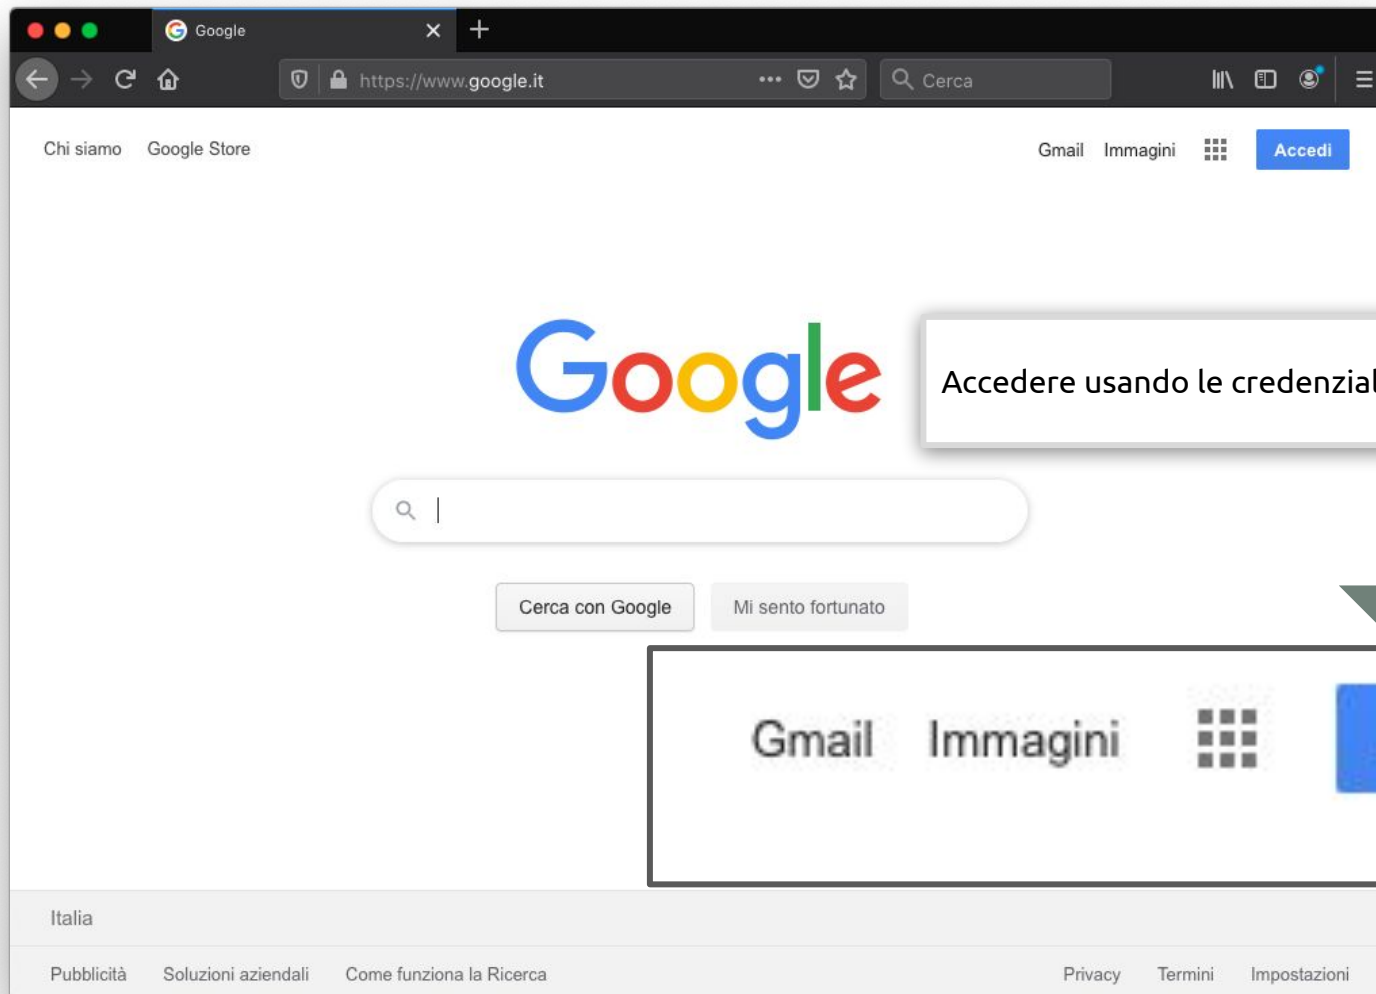 Google
https://www.google.it
Cerca
Chi siamo Google Store
Gmail Immagini Accedi
Google
Accedere usando le
Cerca con Google Mi sento fortunato
Gmail Immagini
Italia
Pubblicità Soluzioni aziendali Come funziona la Ricerca
Privacy Termini Impostazioni